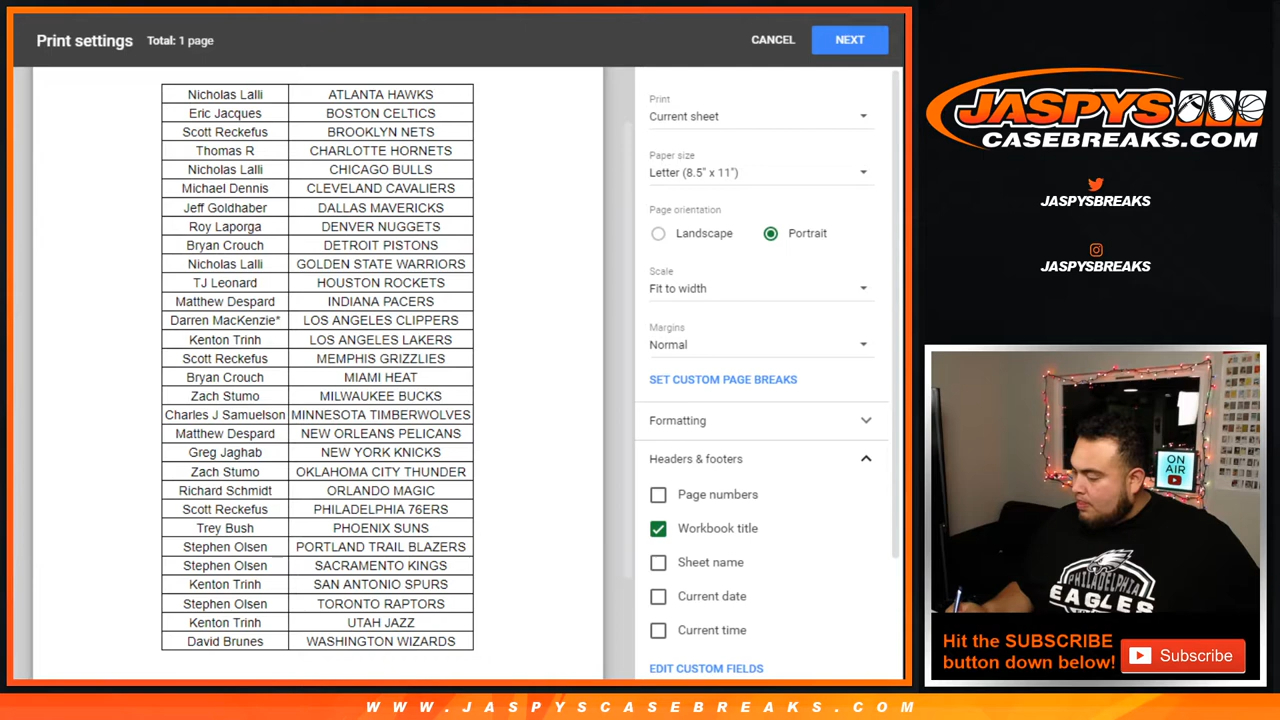 Print settings Total: 1 page CANCEL NEXT
Nicholas Lalli ATLANTA HAWKS
Eric Jacques BOSTON CELTICS
Scott Reckefus BROOKLYN NETS
Thomas R CHARLOTTE HORNETS
Nicholas Lalli CHICAGO BULLS
Michael Dennis CLEVELAND CAVALIERS
Jeff Goldhaber DALLAS MAVERICKS
Roy Laporga DENVER NUGGETS
Bryan Crouch DETROIT PISTONS
Nicholas Lalli GOLDEN STATE WARRIORS
TJ Leonard HOUSTON ROCKETS
Matthew Despard INDIANA PACERS
Darren MacKenzie* LOS ANGELES CLIPPERS
Kenton Trinh LOS ANGELES LAKERS
Scott Reckefus MEMPHIS GRIZZLIES
Bryan Crouch MIAMI HEAT
Zach Stumo MILWAUKEE BUCKS
Charles J Samuelson MINNESOTA TIMBERWOLVES
Matthew Despard NEW ORLEANS PELICANS
Greg Jaghab NEW YORK KNICKS
Zach Stumo OKLAHOMA CITY THUNDER
Richard Schmidt ORLANDO MAGIC
Scott Reckefus PHILADELPHIA 76ERS
Trey Bush PHOENIX SUNS
Stephen Olsen PORTLAND TRAIL BLAZERS
Stephen Olsen SACRAMENTO KINGS
Kenton Trinh SAN ANTONIO SPURS
Stephen Olsen TORONTO RAPTORS
Kenton Trinh UTAH JAZZ
David Brunes WASHINGTON WIZARDS
Print
Current sheet
Paper size
Letter (8.5" x 11")
Page orientation
Landscape Portrait
Scale
Fit to width
Margins
Normal
SET CUSTOM PAGE BREAKS
Formatting
Headers & footers
Page numbers
Workbook title
Sheet name
Current date
Current time
EDIT CUSTOM FIELDS
JASPYS
CASEBREAKS.COM
JASPYSBREAKS
JASPYSBREAKS
ON
AIR
PHILADELPHIA
EAGLES
Hit the SUBSCRIBE
button down below!
Subscribe
WWW.JASPYSCASEBREAKS.COM